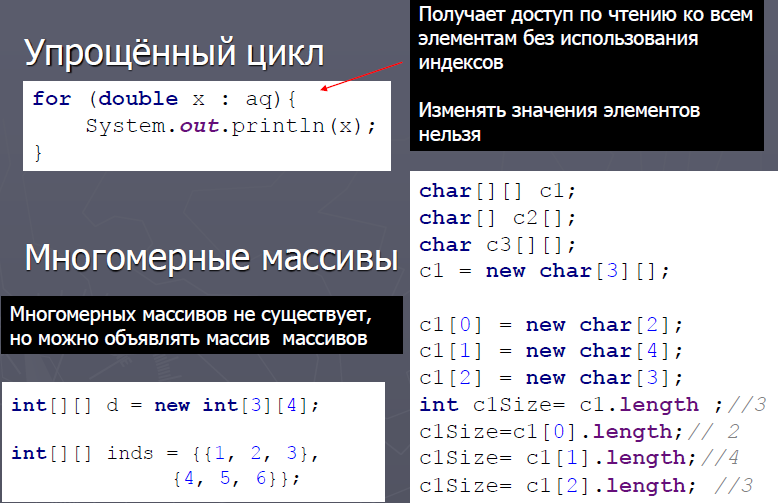 Упрощённый цикл
for (double x : aq){
    System.out.println(x);
}
Получает доступ по чтению ко всем
элементам без использования
индексов
Изменять значения элементов
нельзя
Многомерные массивы
Многомерных массивов не существует,
но можно объявлять массив  массивов
int[][] d = new int[3][4];
int[][] inds = {{1, 2, 3},
            {4, 5, 6}};
char[][] c1;
char[] c2[];
char c3[][];
c1 = new char[3][];
c1[0] = new char[2];
c1[1] = new char[4];
c1[2] = new char[3];
int c1Size= c1.length ;//3
c1Size=c1[0].length;// 2
c1Size= c1[1].length;//4
c1Size= c1[2].length; //3